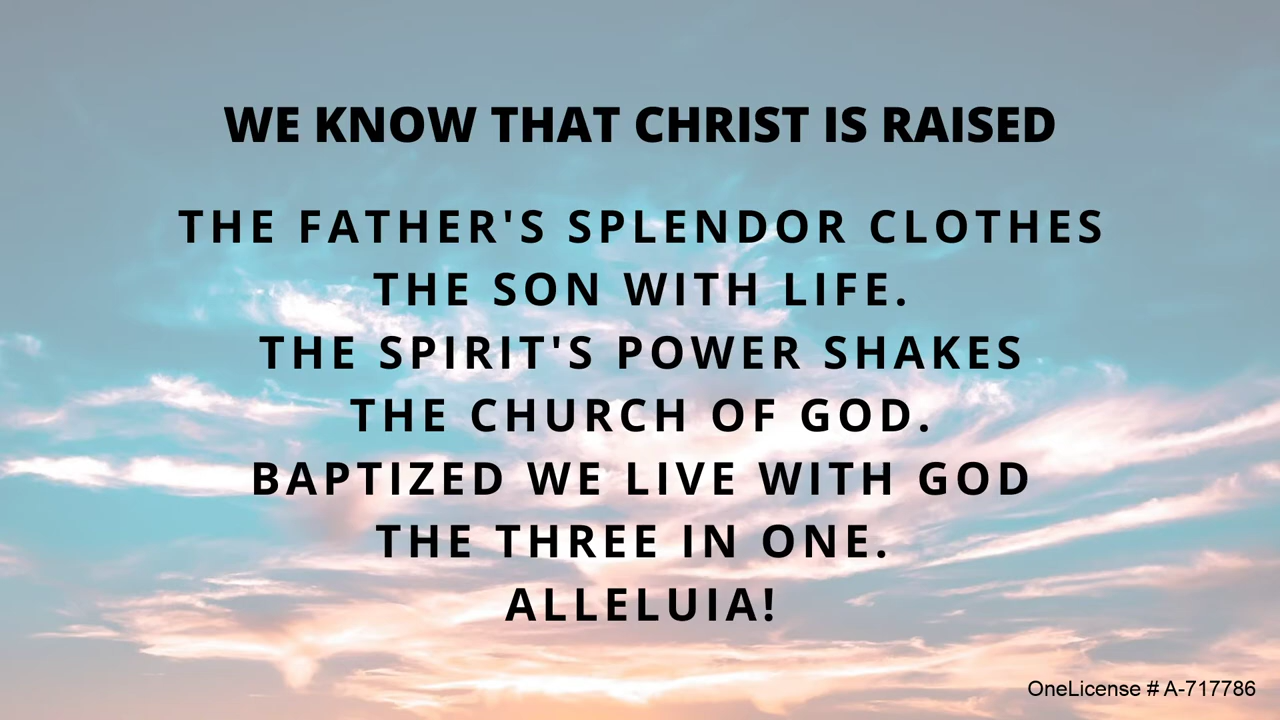 WE KNOW THAT CHRIST IS RAISED
THE FATHER'S SPLENDOR CLOTHES
THE SON WITH LIFE.
THE SPIRIT'S POWER SHAKES
THE CHURCH OF GOD.
BAPTIZED WE LIVE WITH GOD
THE THREE IN ONE.
ALLELUIA!
OneLicense # A-717786